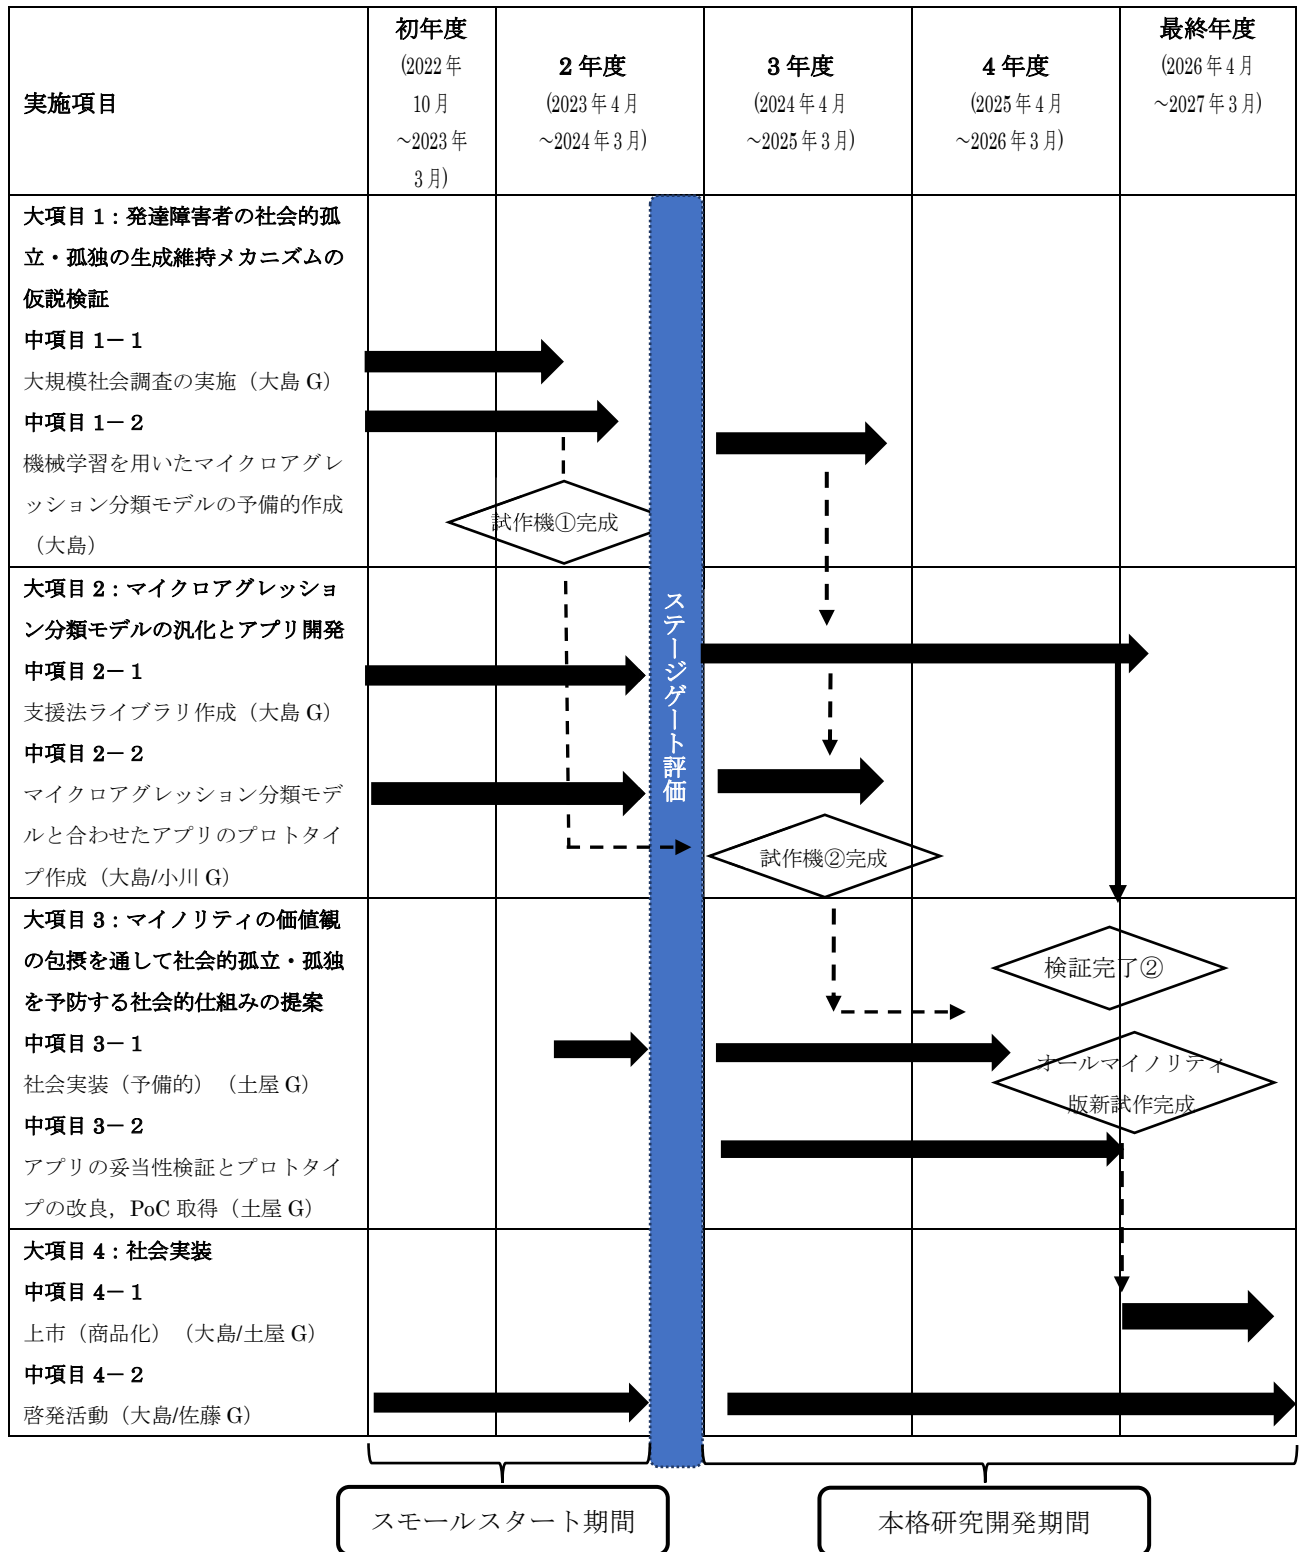 実施項目
初年度
(2022年
10月
～2023年
3月)
2年度
(2023年4月
～2024年3月)
3年度
(2024年4月
～2025年3月)
4年度
(2025年4月
～2026年3月)
最終年度
(2026年4月
～2027年3月)
大項目1：発達障害者の社会的孤
立・孤独の生成維持メカニズムの
仮説検証
中項目1－1
大規模社会調査の実施（大島G）
中項目1－2
機械学習を用いたマイクロアグレ
ッション分類モデルの予備的作成
（大島）
試作機①完成
大項目2：マイクロアグレッショ
ン分類モデルの汎化とアプリ開発
中項目2－1
支援法ライブラリ作成（大島G）
中項目2－2
マイクロアグレッション分類モデ
ルと合わせたアプリのプロトタイ
プ作成（大島/小川G）
ステージゲート評価
試作機②完成
大項目3：マイノリティの価値観
の包摂を通して社会的孤立・孤独
を予防する社会的仕組みの提案
中項目3－1
社会実装（予備的）（土屋G）
中項目3－2
アプリの妥当性検証とプロトタイ
プの改良，PoC取得（土屋G）
検証完了②
オールマイノリティ
版新試作完成
大項目4：社会実装
中項目4－1
上市（商品化）（大島/土屋G）
中項目4－2
啓発活動（大島/佐藤G）
スモールスタート期間
本格研究開発期間